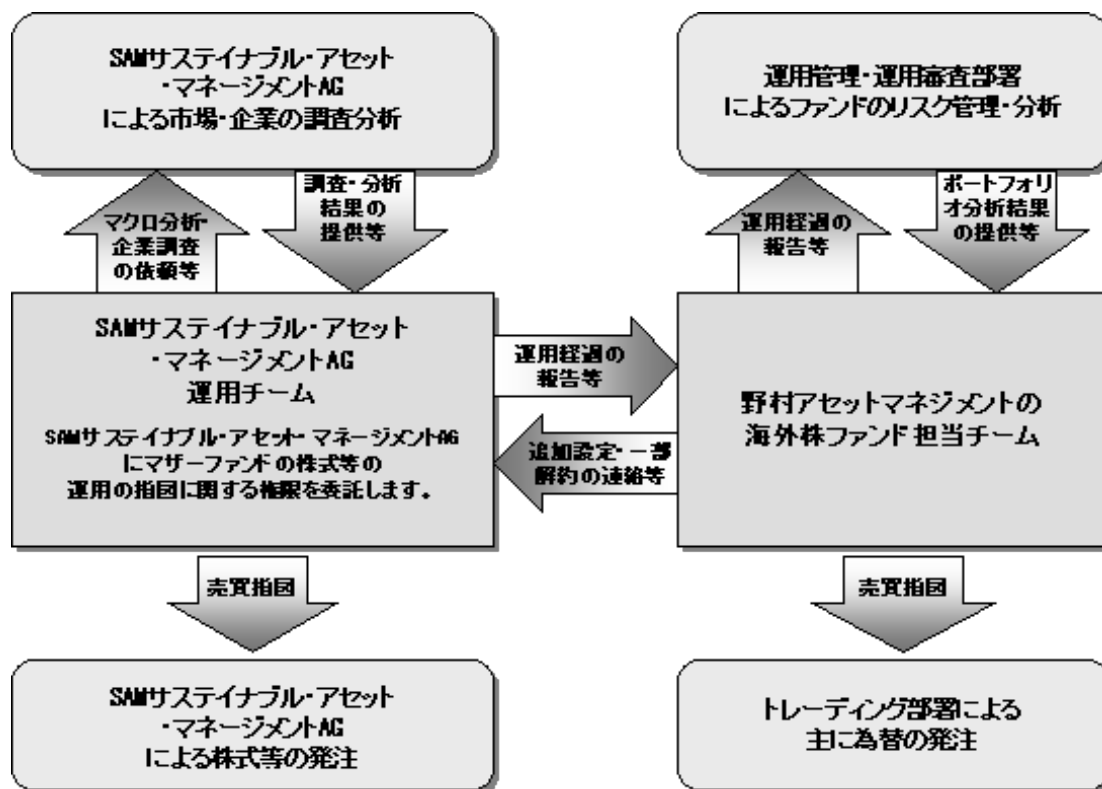 SAMサステイナブル・アセット
・マネージメントAG
による市場・企業の調査分析
運用管理・運用審査部署
によるファンドのリスク管理・分析
マクロ分析・
企業調査
の依頼等
調査・分析
結果の
提供等
運用経過の
報告等
ポートフォリ
オ分析結果
の提供等
SAMサステイナブル・アセット
・マネージメントAG
運用チーム
SAMサステイナブル・アセット・マネージメントAG
にマザーファンドの株式等の
運用の指図に関する権限を委託します。
運用経過の
報告等
追加設定・一部
解約の連絡等
野村アセットマネジメントの
海外株ファンド担当チーム
売買指図
売買指図
SAMサステイナブル・アセット
・マネージメントAG
による株式等の発注
トレーディング部署による
主に為替の発注